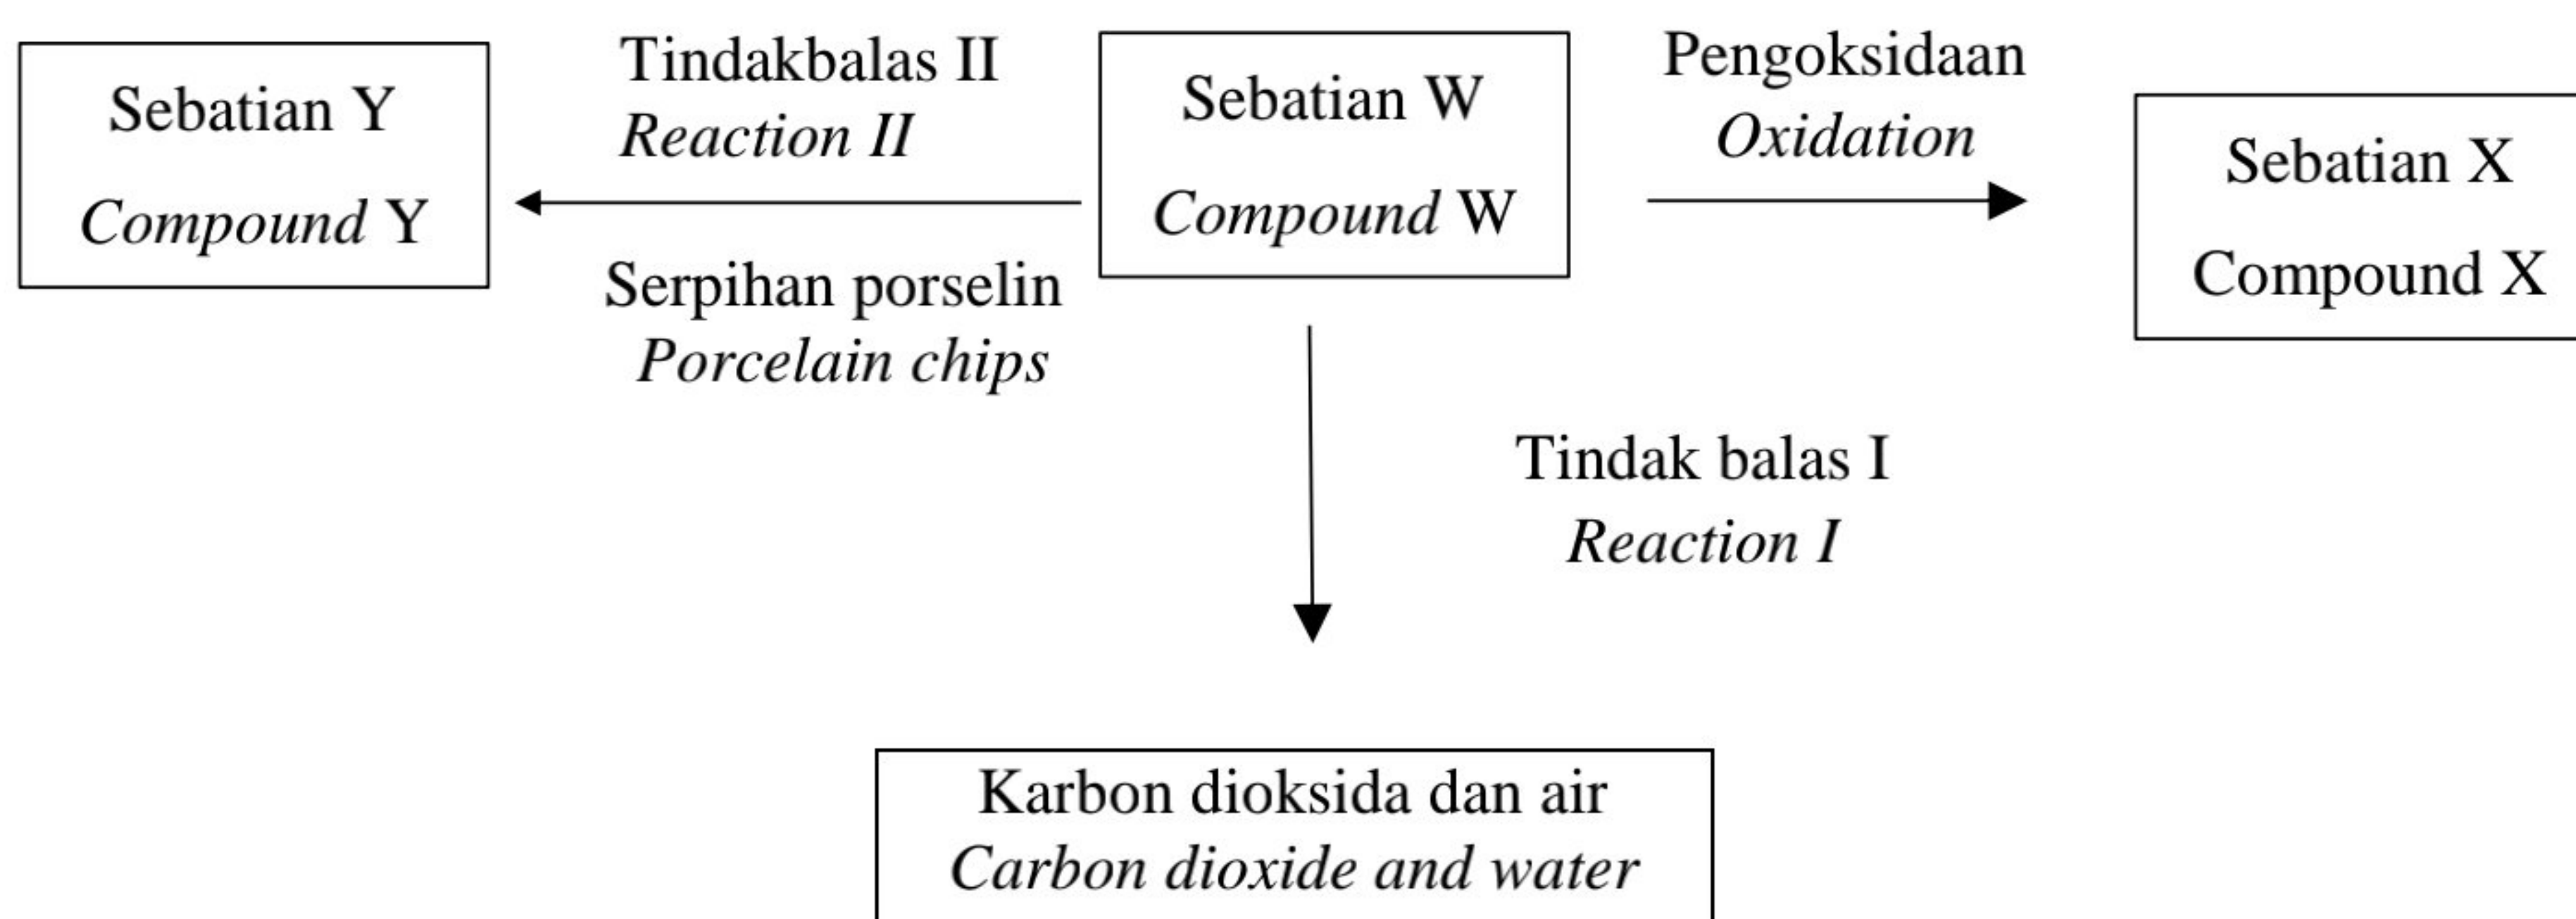 Sebatian Y
Compound Y
Tindakbalas II
Reaction II
Serpihan porselin
Porcelain chips
Sebatian W
Compound W
Pengoksidaan
Oxidation
Sebatian X
Compound X
Tindak balas I
Reaction I
Karbon dioksida dan air
Carbon dioxide and water